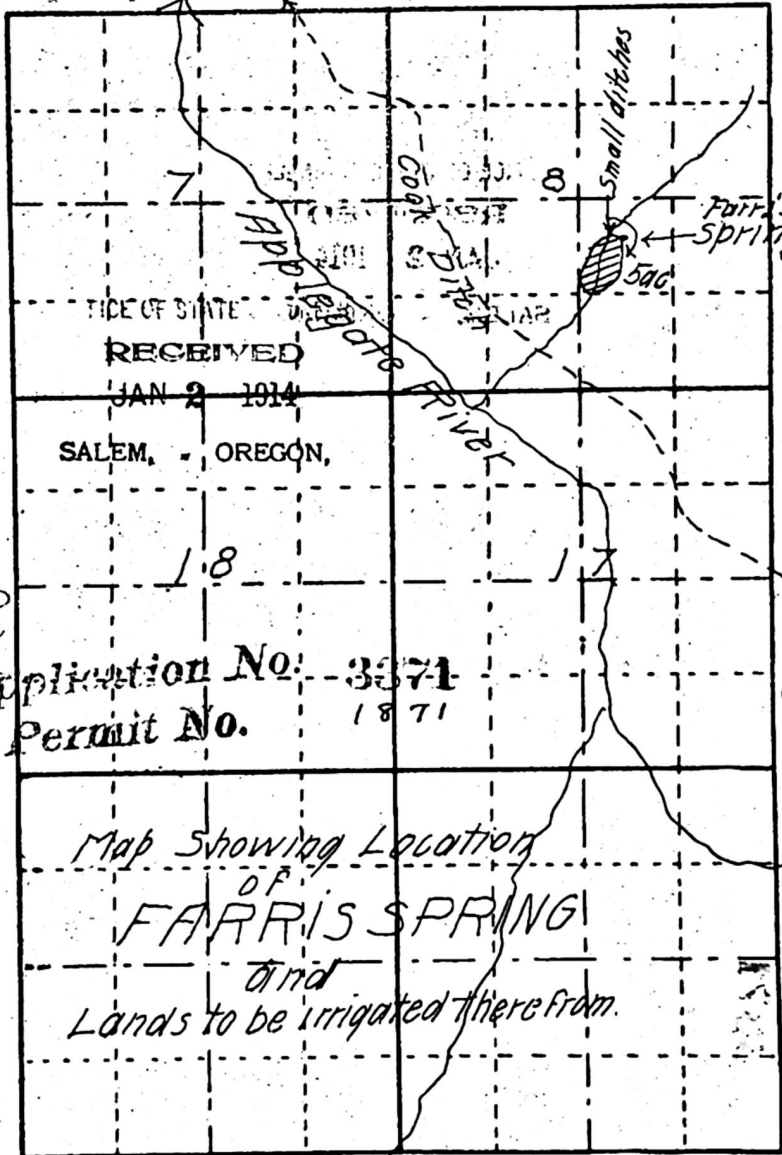 Small ditches
7
8
Cook Ditch
Applegate River
Spring
5ac
RECEIVED
JAN 2 1914
SALEM, - OREGON,
18
17
Application No. 3371
Permit No. 1871
Map Showing Location
of
FARRIS SPRING
and
Lands to be irrigated therefrom.